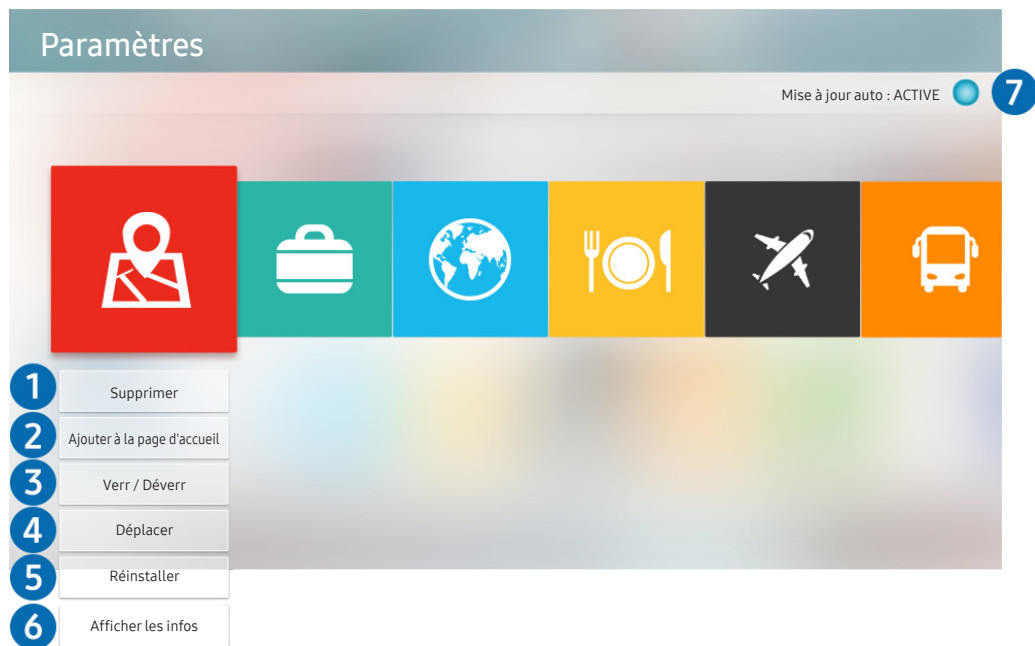 Paramètres
Mise à jour auto : ACTIVE
7
1
Supprimer
2
Ajouter à la page d'accueil
3
Verr / Déverr
4
Déplacer
5
Réinstaller
6
Afficher les infos